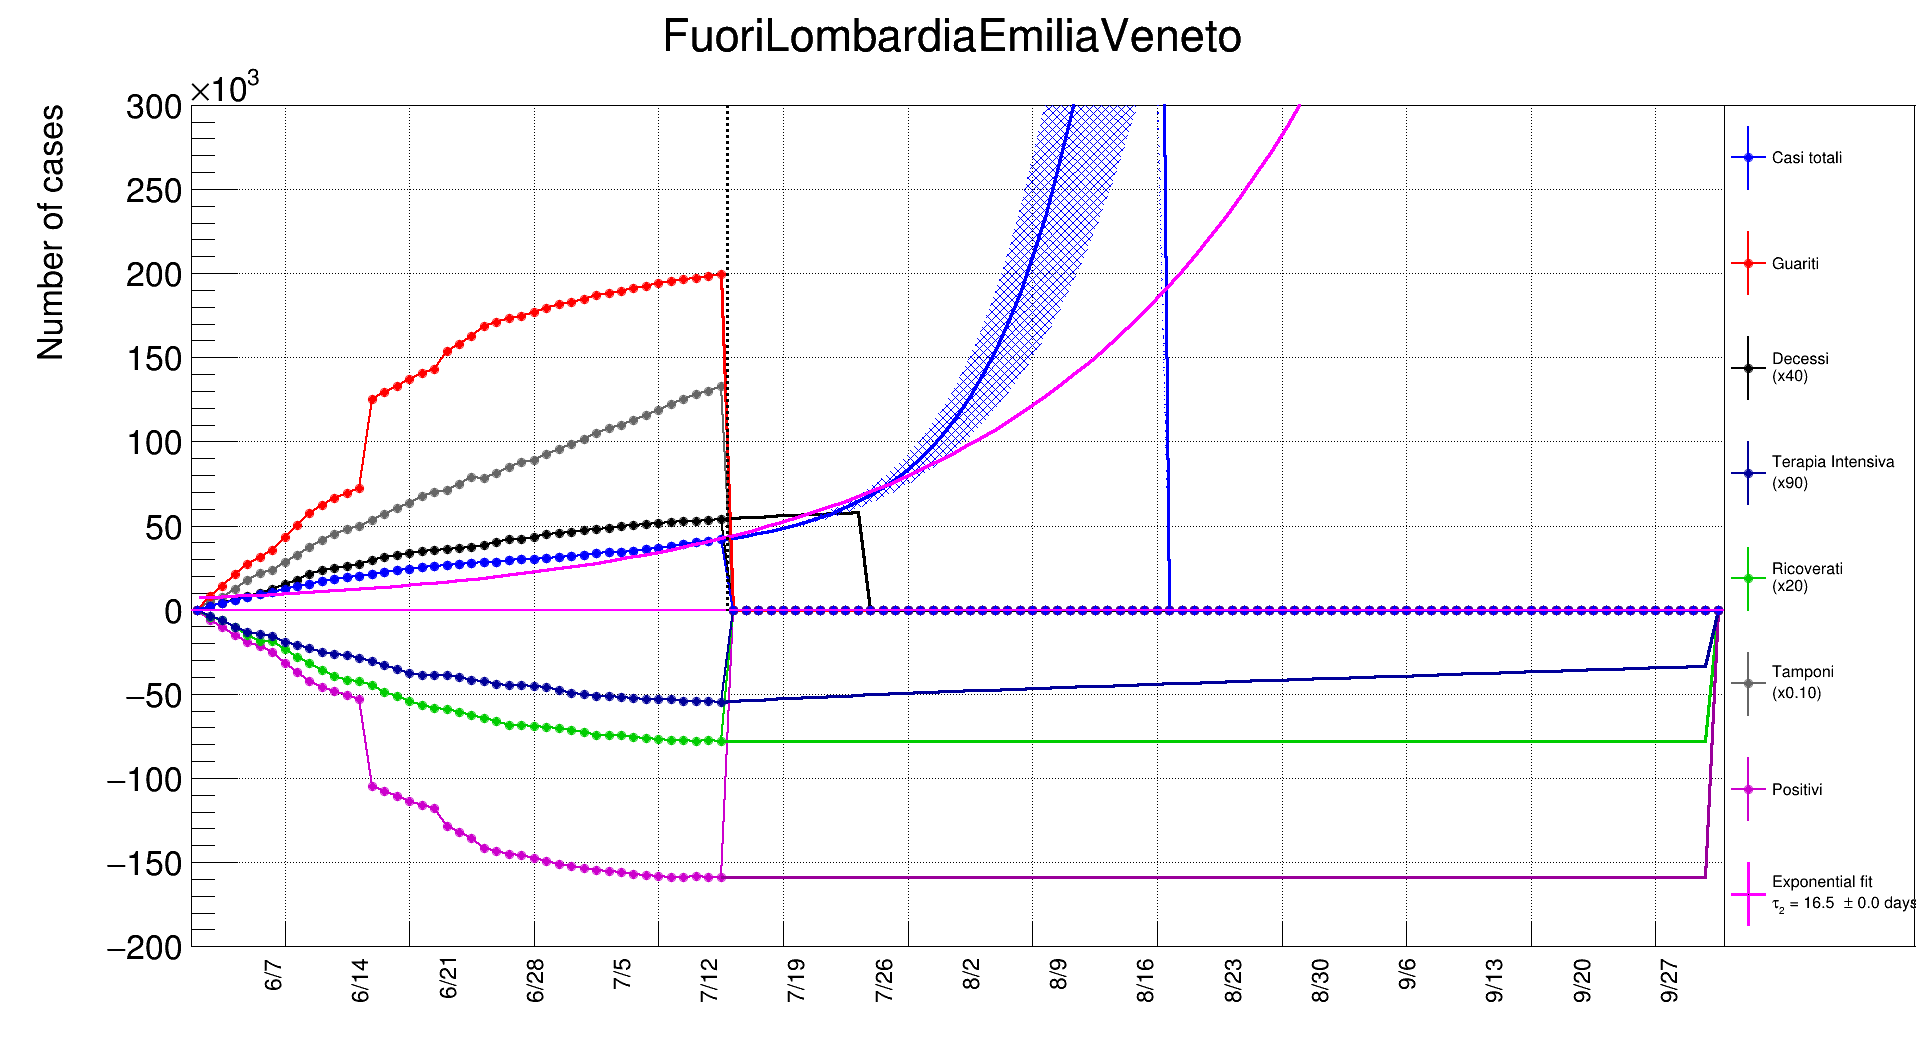 FuoriLombardiaEmiliaVeneto
×10³
Number of cases
300
250
200
150
100
50
0
−50
−100
−150
−200
6/7
6/14
6/21
6/28
7/5
7/12
7/19
7/26
8/2
8/9
8/16
8/23
8/30
9/6
9/13
9/20
9/27
Casi totali
Guariti
Decessi
(x40)
Terapia Intensiva
(x90)
Ricoverati
(x20)
Tamponi
(x0.10)
Positivi
Exponential fit
τ₂ = 16.5 ± 0.0 days